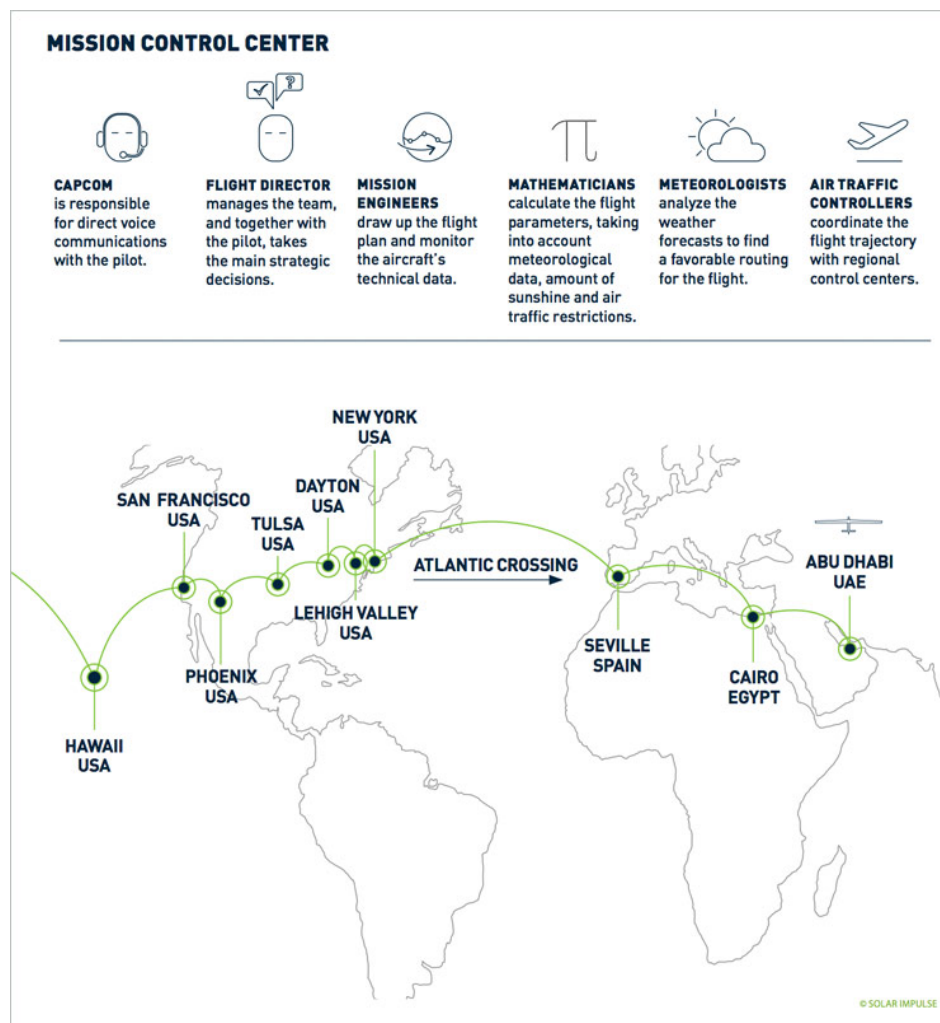 MISSION CONTROL CENTER
CAPCOM
is responsible
for direct voice
communications
with the pilot.
FLIGHT DIRECTOR
manages the team,
and together with
the pilot, takes
the main strategic
decisions.
MISSION
ENGINEERS
draw up the flight
plan and monitor
the aircraft's
technical data.
MATHEMATICIANS
calculate the flight
parameters, taking
into account
meteorological
data, amount of
sunshine and air
traffic restrictions.
METEOROLOGISTS
analyze the
weather
forecasts to find
a favorable routing
for the flight.
AIR TRAFFIC
CONTROLLERS
coordinate the
flight trajectory
with regional
control centers.
NEW YORK
USA
DAYTON
USA
SAN FRANCISCO
USA
TULSA
USA
ATLANTIC CROSSING
ABU DHABI
UAE
LEHIGH VALLEY
USA
SEVILLE
SPAIN
PHOENIX
USA
CAIRO
EGYPT
HAWAII
USA
© SOLAR IMPULSE